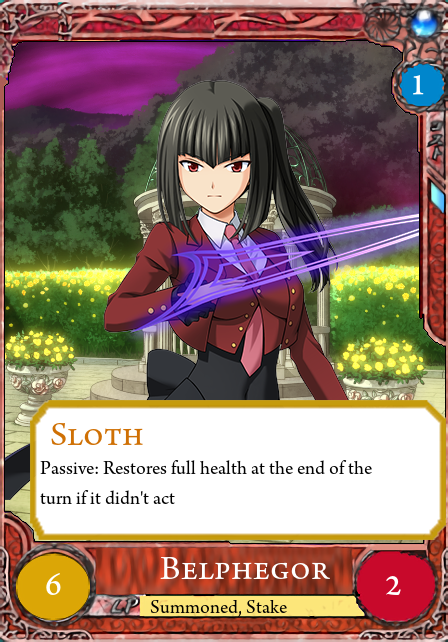 1
Sloth
Passive: Restores full health at the end of the
turn if it didn't act
Belphegor
6
2
LP
Summoned, Stake